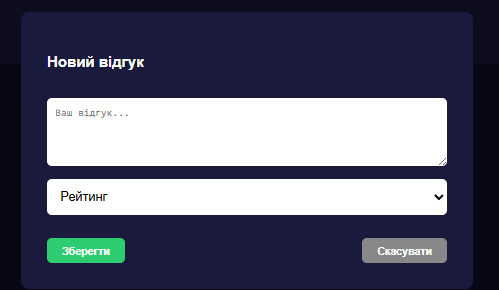 Новий відгук
Ваш відгук...
Рейтинг
Зберегти
Скасувати